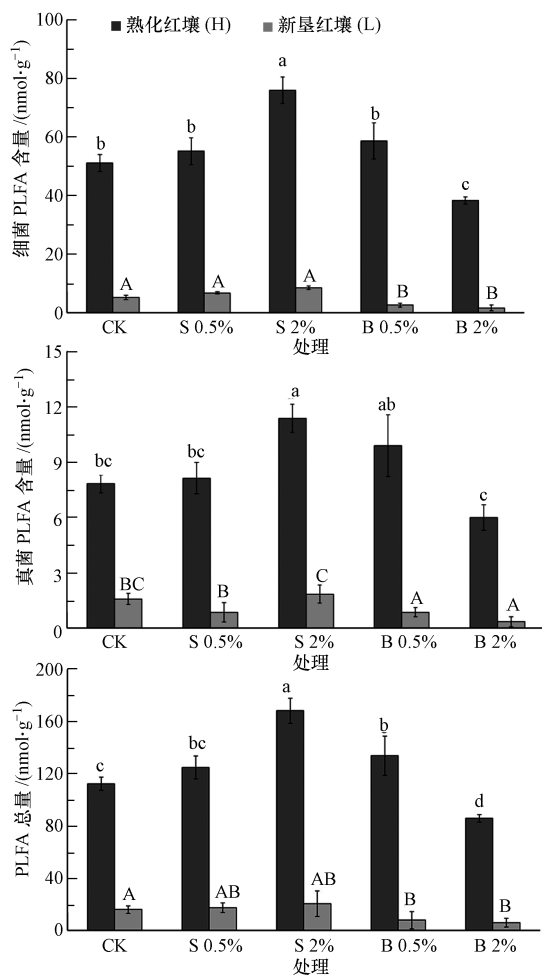 熟化红壤 (H) 新垦红壤 (L)
细菌 PLFA 含量 /(nmol·g⁻¹)
100
80
60
40
20
0
b b a b c
A A A B B
CK S 0.5% S 2% B 0.5% B 2%
处理
真菌 PLFA 含量 /(nmol·g⁻¹)
15
12
9
6
3
0
bc bc a ab c
BC B C A A
CK S 0.5% S 2% B 0.5% B 2%
处理
PLFA 总量 /(nmol·g⁻¹)
200
160
120
80
40
0
c bc a b d
A AB AB B B
CK S 0.5% S 2% B 0.5% B 2%
处理